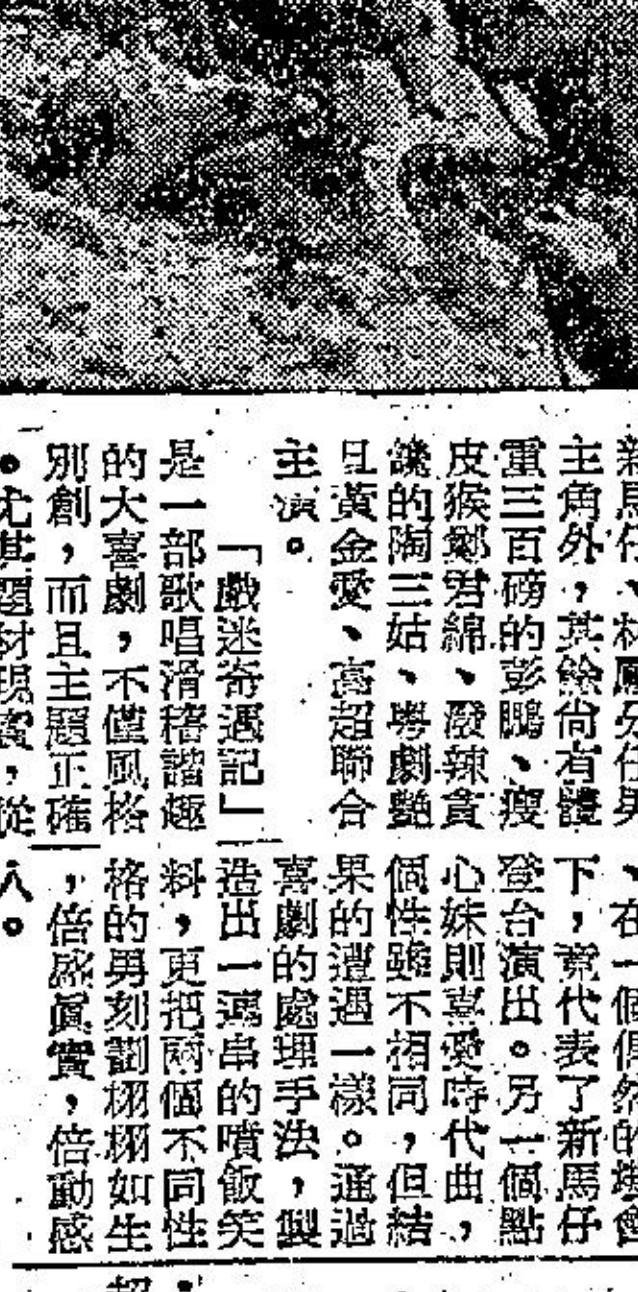 新馬仔、林鳳分任男
主角外，其餘尚有體
重三百磅的彭鵬、瘦
皮猴鄭君綿、潑辣貪
饞的陶三姑、粤劇艶
旦黃金愛、高超聯合
主演。
「戲迷奇遇記」
是一部歌唱滑稽諧趣
的大喜劇，不僅風格
別創，而且主題正確
。尤其題材現實，從
、在一個偶然的塲會
下，竟代表了新馬仔
登台演出。另一個點
心妹則喜愛時代曲，
個性雖不相同，但結
果的遭遇一樣。通過
喜劇的處理手法，製
造出一連串的噴飯笑
料，更把兩個不同性
格的男刻劃栩栩如生
，倍感眞實，倍動感
人。